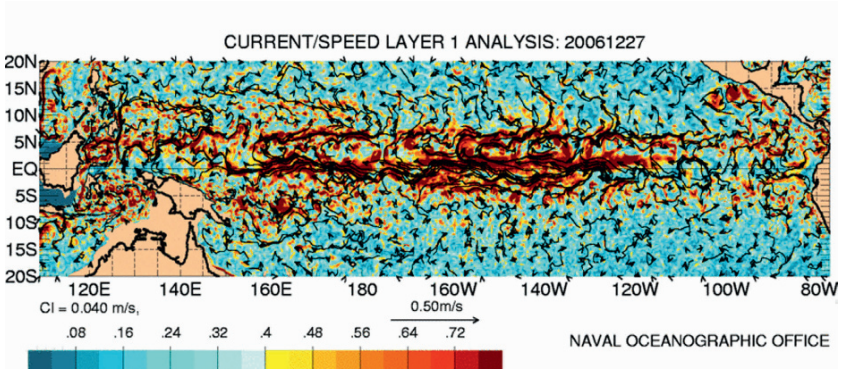 CURRENT/SPEED LAYER 1 ANALYSIS: 20061227
20N
15N
10N
5N
EQ
5S
10S
15S
20S
120E 140E 160E 180 160W 140W 120W 100W 80W
CI = 0.040 m/s, 0.50m/s
.08 .16 .24 .32 .4 .48 .56 .64 .72
NAVAL OCEANOGRAPHIC OFFICE